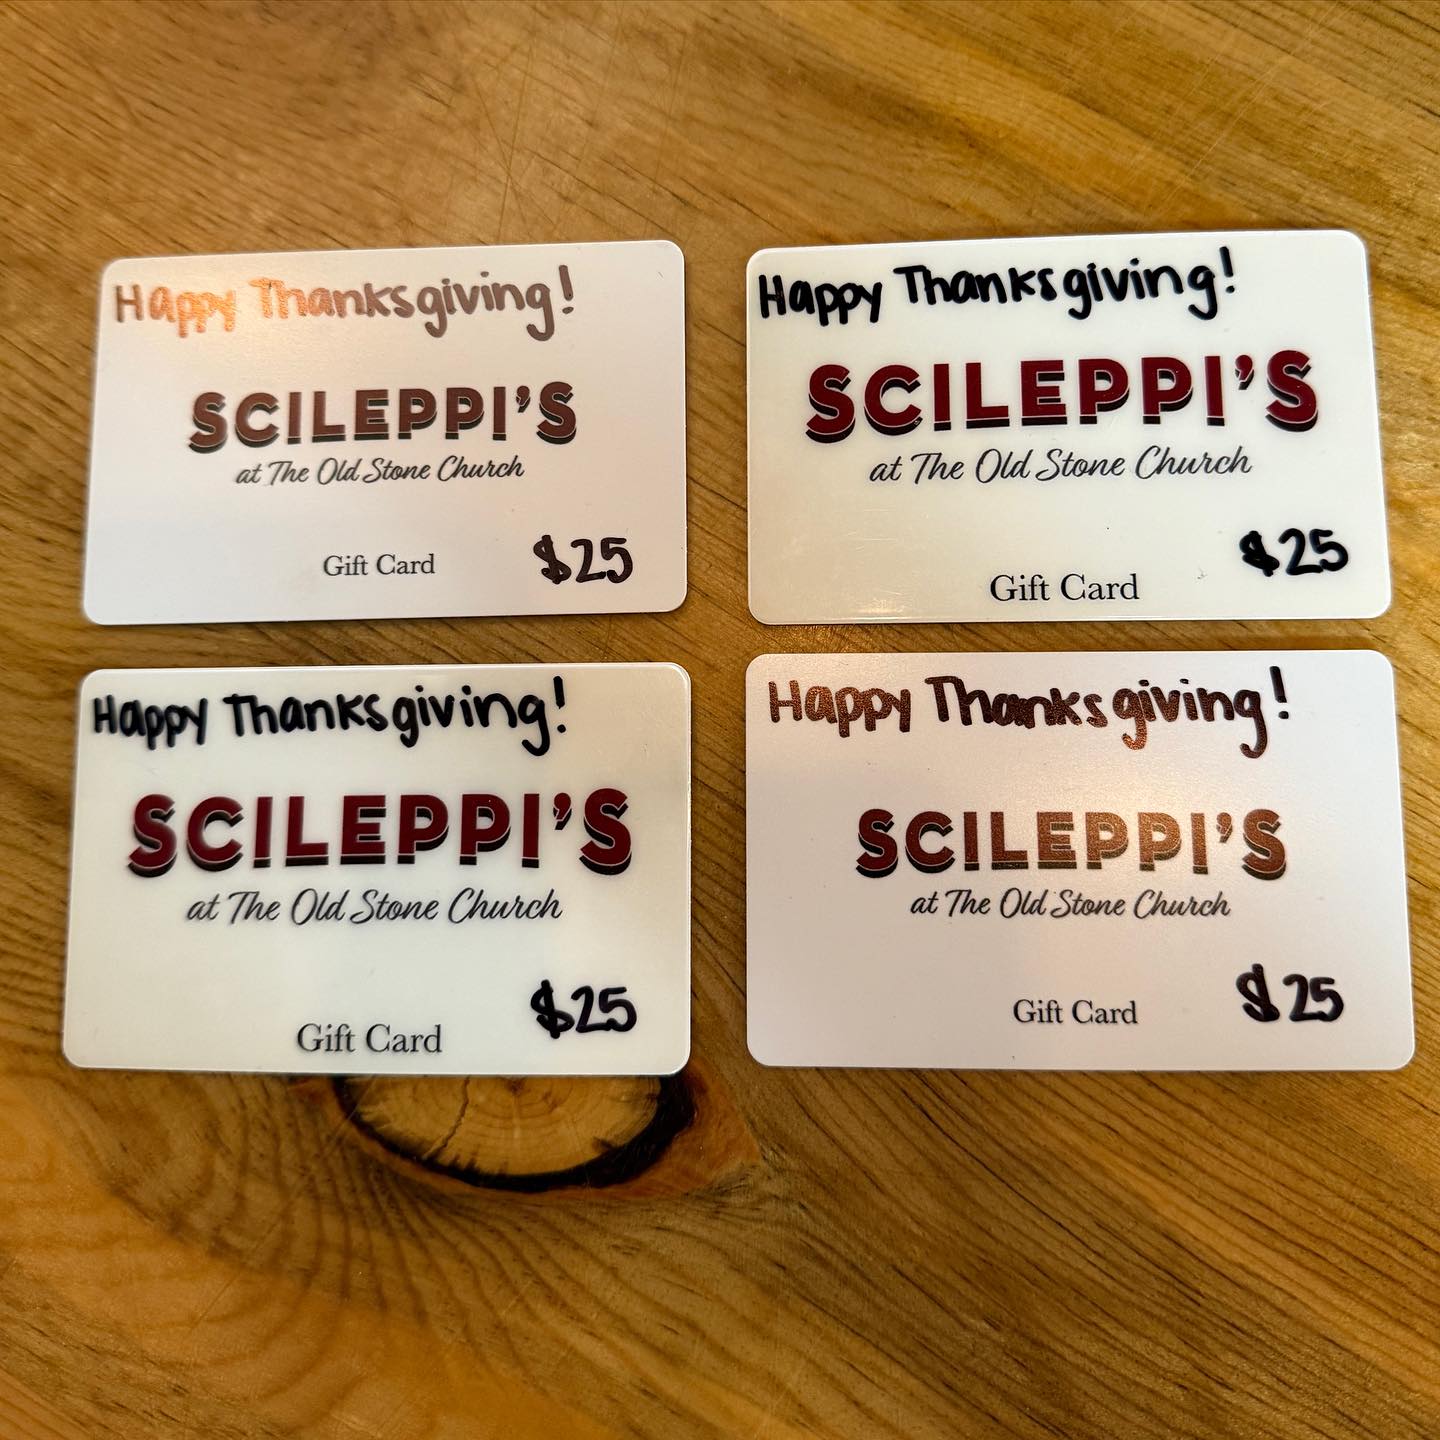 Happy Thanksgiving!
SCILEPPI'S
at The Old Stone Church
Gift Card
$25
Happy Thanksgiving!
SCILEPPI'S
at The Old Stone Church
Gift Card
$25
Happy Thanksgiving!
SCILEPPI'S
at The Old Stone Church
Gift Card
$25
Happy Thanksgiving!
SCILEPPI'S
at The Old Stone Church
Gift Card
$25